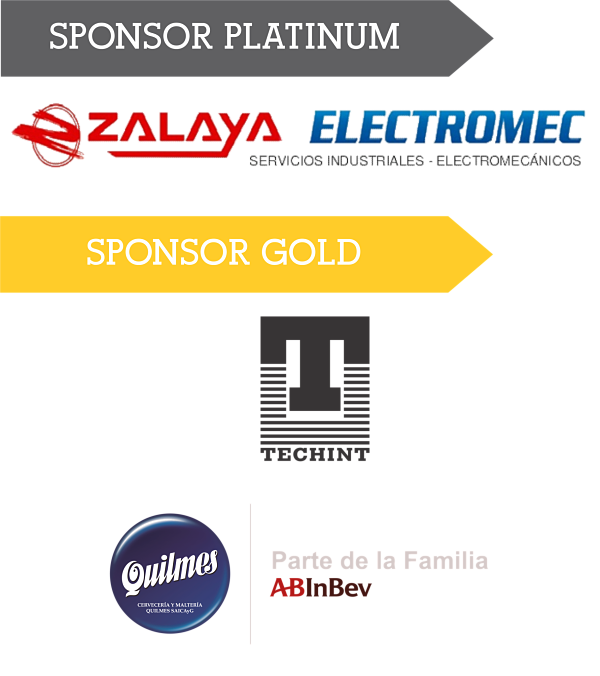 SPONSOR PLATINUM
ZALAYA ELECTROMEC
SERVICIOS INDUSTRIALES - ELECTROMECÁNICOS
SPONSOR GOLD
T
TECHINT
Quilmes
CERVECERÍA Y MALTERÍA
QUILMES SAICAyG
Parte de la Familia
ABInBev